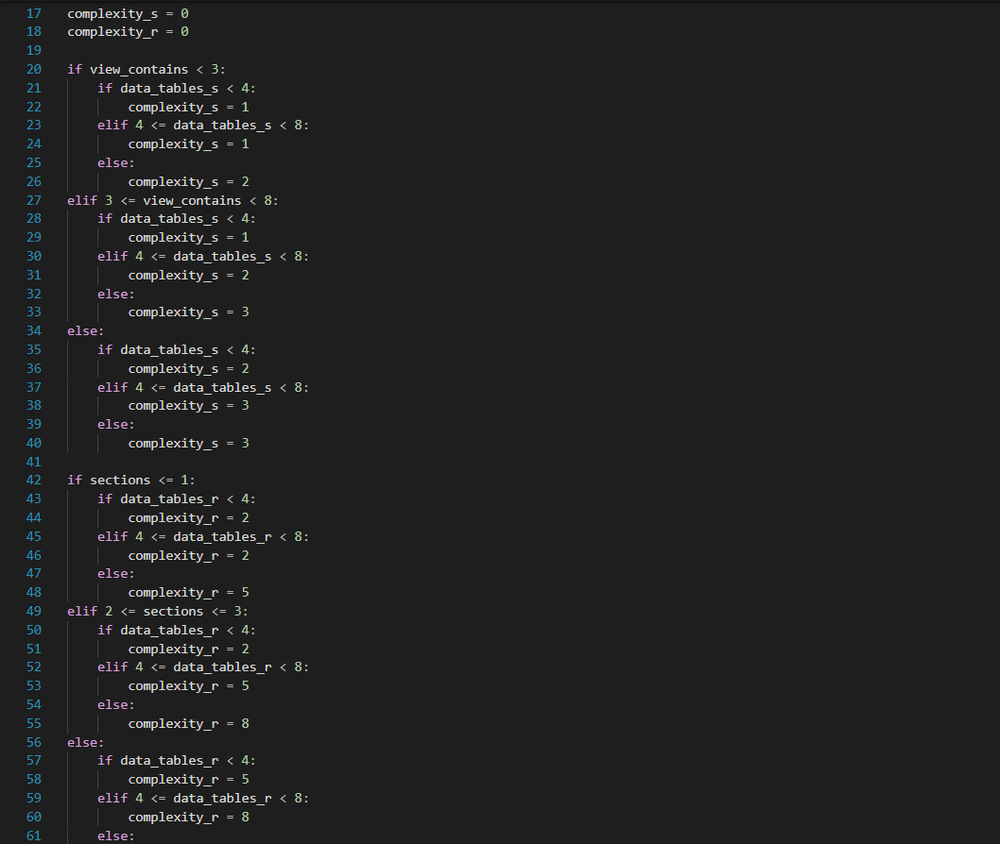 17 complexity_s = 0
18 complexity_r = 0
19
20 if view_contains < 3:
21     if data_tables_s < 4:
22         complexity_s = 1
23     elif 4 <= data_tables_s < 8:
24         complexity_s = 1
25     else:
26         complexity_s = 2
27 elif 3 <= view_contains < 8:
28     if data_tables_s < 4:
29         complexity_s = 1
30     elif 4 <= data_tables_s < 8:
31         complexity_s = 2
32     else:
33         complexity_s = 3
34 else:
35     if data_tables_s < 4:
36         complexity_s = 2
37     elif 4 <= data_tables_s < 8:
38         complexity_s = 3
39     else:
40         complexity_s = 3
41
42 if sections <= 1:
43     if data_tables_r < 4:
44         complexity_r = 2
45     elif 4 <= data_tables_r < 8:
46         complexity_r = 2
47     else:
48         complexity_r = 5
49 elif 2 <= sections <= 3:
50     if data_tables_r < 4:
51         complexity_r = 2
52     elif 4 <= data_tables_r < 8:
53         complexity_r = 5
54     else:
55         complexity_r = 8
56 else:
57     if data_tables_r < 4:
58         complexity_r = 5
59     elif 4 <= data_tables_r < 8:
60         complexity_r = 8
61     else: